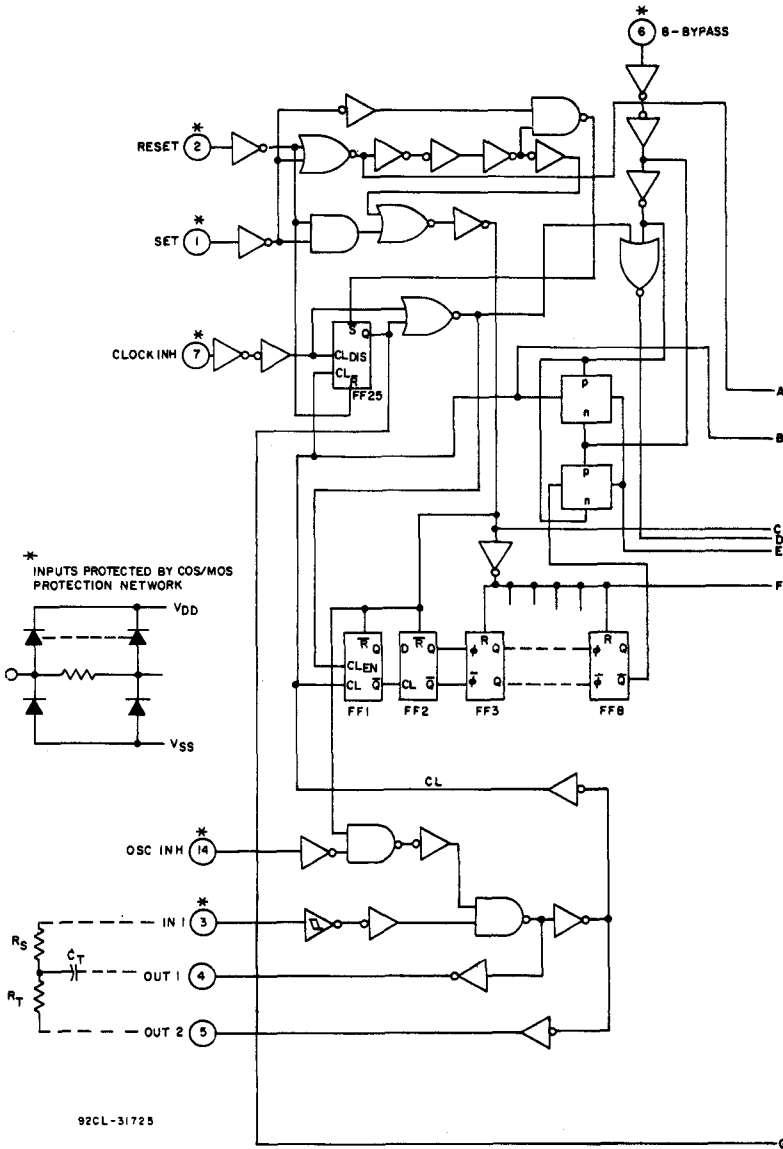 *
6 8-BYPASS
*
RESET 2
*
SET 1
*
CLOCK INH 7
S̅
Q
CL DIS
CL
R̅
FF25
p
n
p
n
A
B
C
D
E
F
*
INPUTS PROTECTED BY COS/MOS
PROTECTION NETWORK
VDD
VSS
R̅ Q
CL EN
CL Q̅
FF1
R̅
D Q
CL Q̅
FF2
R
ϕ Q
ϕ̅ Q̅
FF3
R
ϕ Q
ϕ̅ Q̅
FF8
CL
*
OSC INH 14
*
IN 1 3
RS
CT
OUT 1 4
RT
OUT 2 5
92CL-31725
G